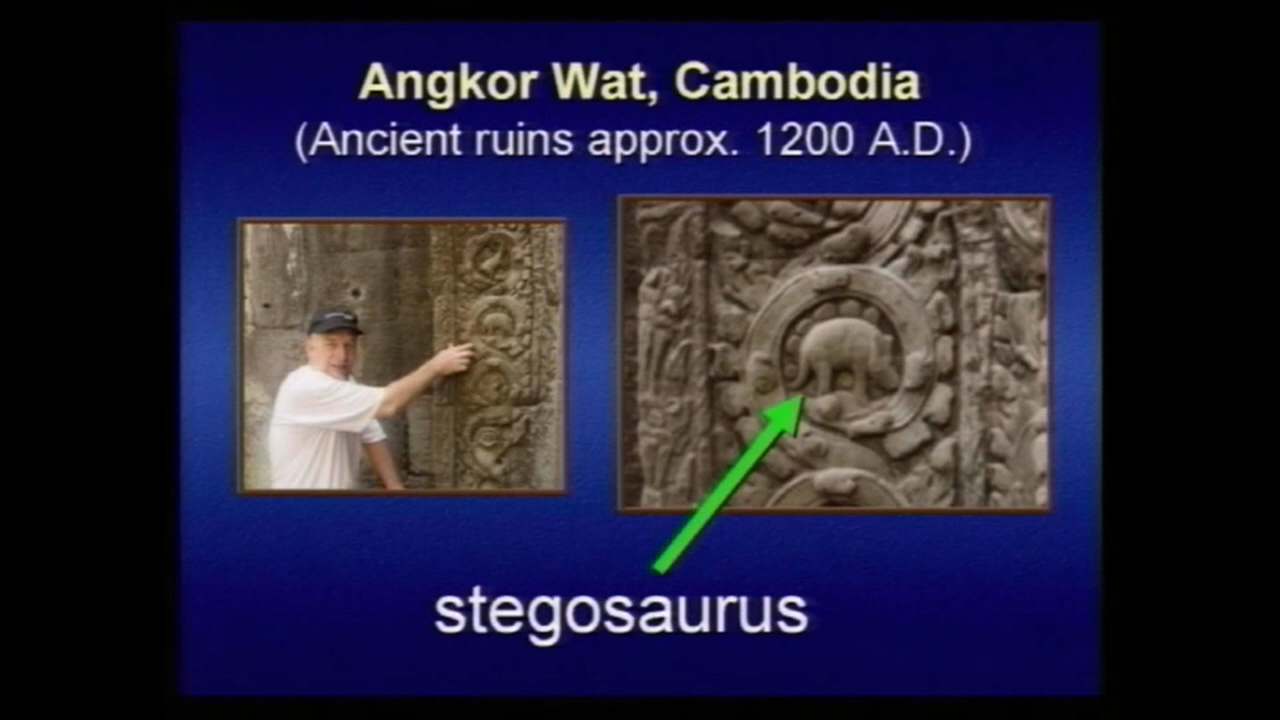 Angkor Wat, Cambodia
(Ancient ruins approx. 1200 A.D.)
stegosaurus